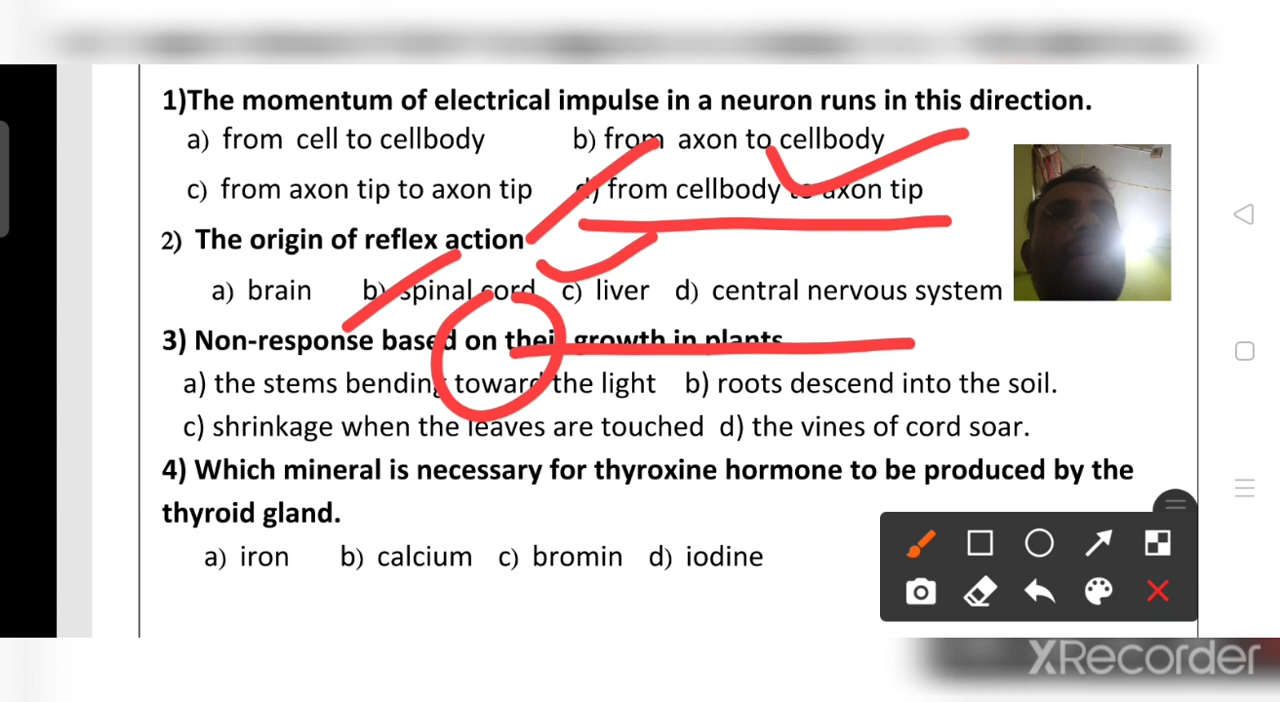 1)The momentum of electrical impulse in a neuron runs in this direction.
a) from cell to cellbody b) from axon to cellbody
c) from axon tip to axon tip d) from cellbody to axon tip
2) The origin of reflex action
a) brain b) spinal cord c) liver d) central nervous system
3) Non-response based on their growth in plants
a) the stems bending toward the light b) roots descend into the soil.
c) shrinkage when the leaves are touched d) the vines of cord soar.
4) Which mineral is necessary for thyroxine hormone to be produced by the
thyroid gland.
a) iron b) calcium c) bromin d) iodine
XRecorder